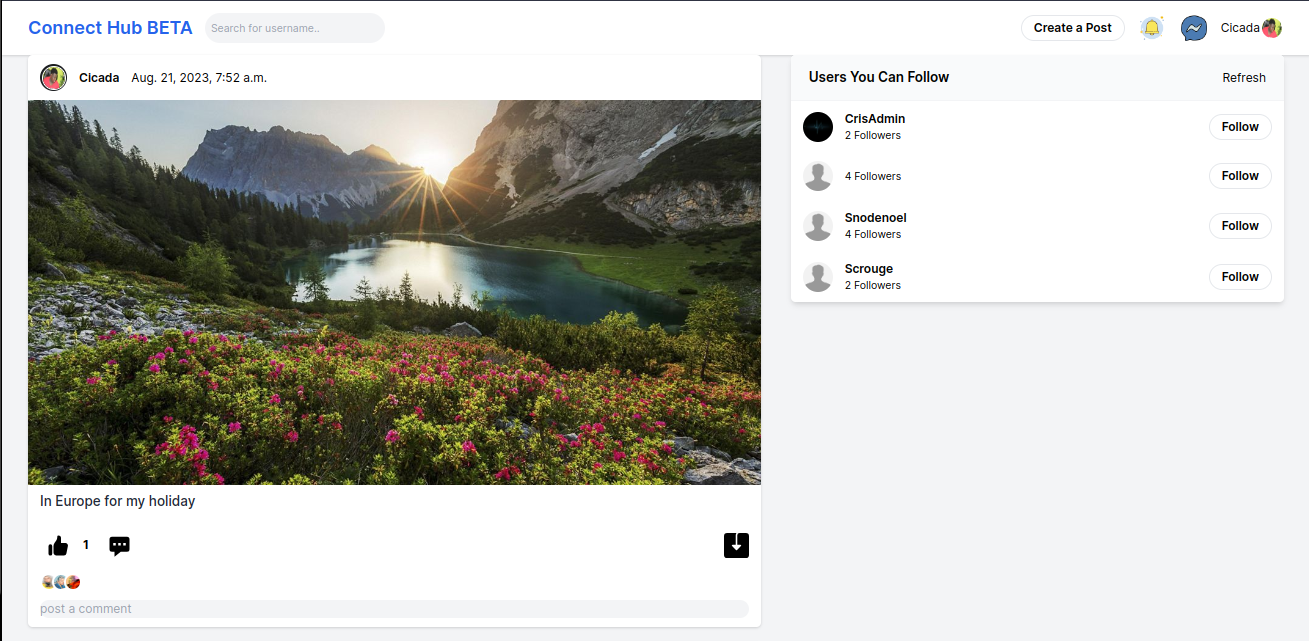 Connect Hub BETA
Search for username..
Create a Post
Cicada
Cicada Aug. 21, 2023, 7:52 a.m.
In Europe for my holiday
1
post a comment
Users You Can Follow
Refresh
CrisAdmin
2 Followers
Follow
4 Followers
Follow
Snodenoel
4 Followers
Follow
Scrouge
2 Followers
Follow